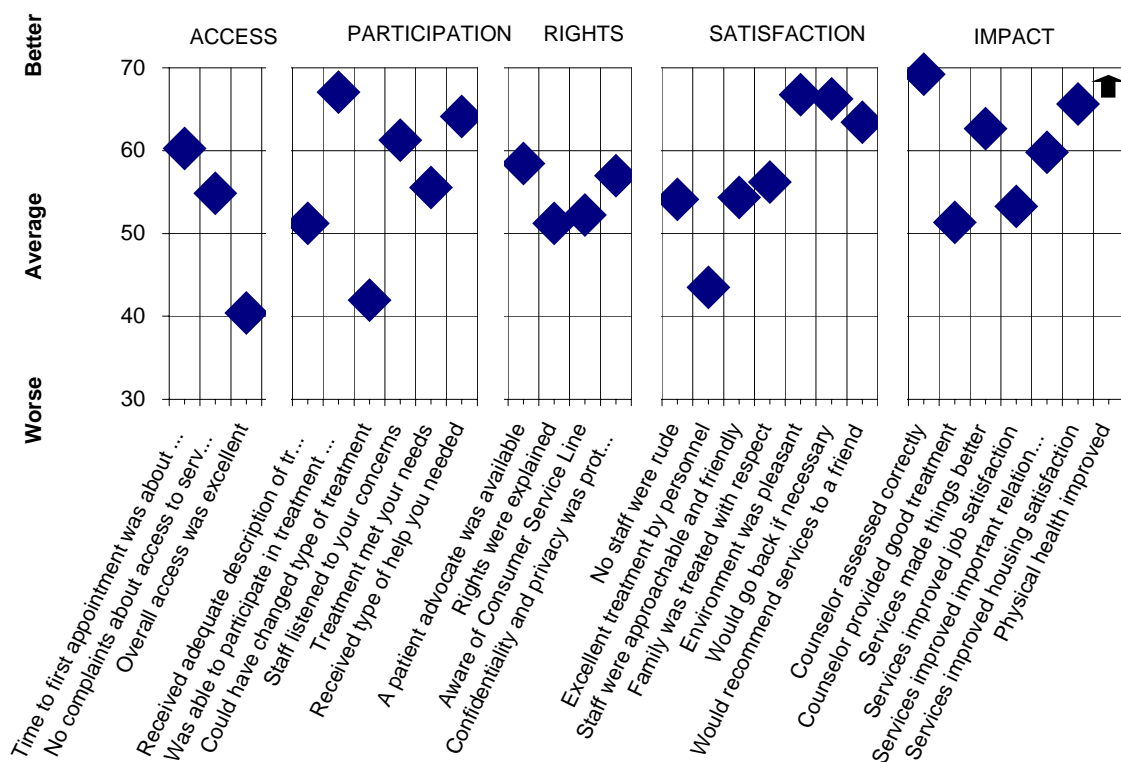 ACCESS
PARTICIPATION
RIGHTS
SATISFACTION
IMPACT
Better
Average
Worse
70
60
50
40
30
Time to first appointment was about ...
No complaints about access to serv...
Overall access was excellent
Received adequate description of tr...
Was able to participate in treatment ...
Could have changed type of treatment
Staff listened to your concerns
Treatment met your needs
Received type of help you needed
A patient advocate was available
Rights were explained
Aware of Consumer Service Line
Confidentiality and privacy was prot...
No staff were rude
Excellent treatment by personnel
Staff were approachable and friendly
Family was treated with respect
Environment was pleasant
Would go back if necessary
Would recommend services to a friend
Counselor assessed correctly
Counselor provided good treatment
Services made things better
Services improved job satisfaction
Services improved important relation...
Services improved housing satisfaction
Physical health improved